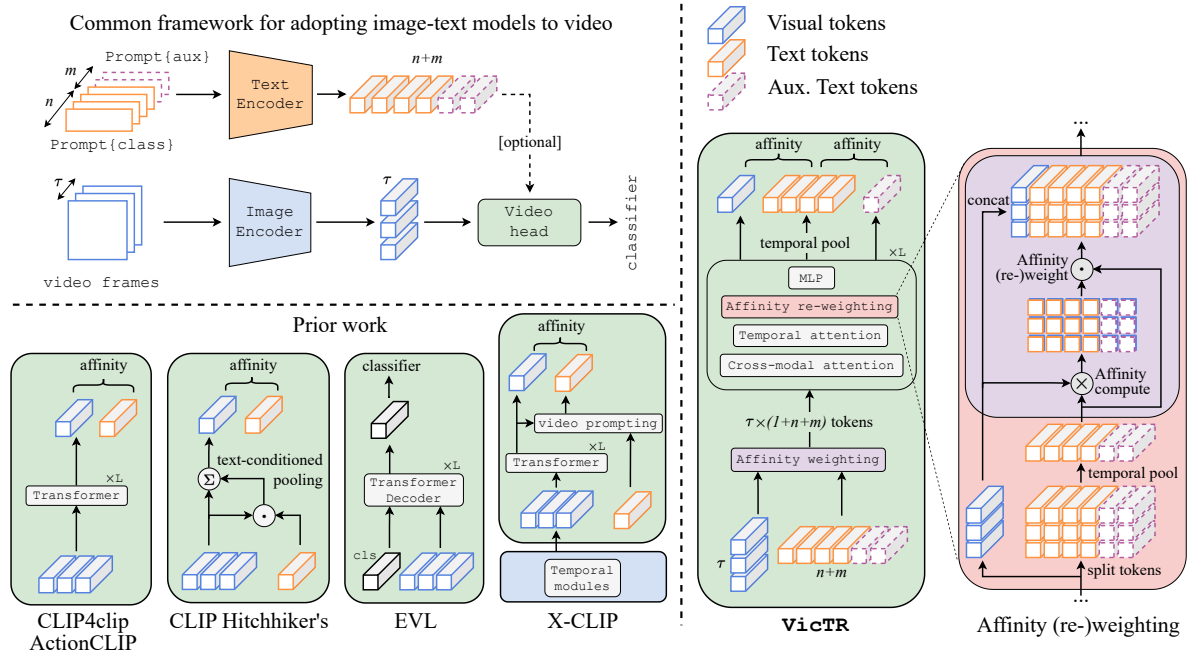 Common framework for adopting image-text models to video
Prompt{aux}
m
n
Prompt{class}
Text
Encoder
n+m
[optional]
τ
video frames
Image
Encoder
τ
Video
head
classifier
Prior work
affinity
×L
Transformer
CLIP4clip
ActionCLIP
affinity
Σ
text-conditioned
pooling
CLIP Hitchhiker's
classifier
×L
Transformer
Decoder
cls
EVL
affinity
video prompting
×L
Transformer
Temporal
modules
X-CLIP
Visual tokens
Text tokens
Aux. Text tokens
affinity
affinity
temporal pool
×L
MLP
Affinity re-weighting
Temporal attention
Cross-modal attention
τ×(1+n+m) tokens
Affinity weighting
τ
n+m
VicTR
...
concat
Affinity
(re-)weight
Affinity
compute
temporal pool
split tokens
...
Affinity (re-)weighting